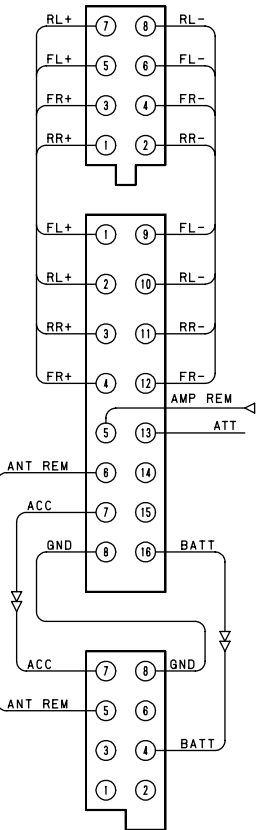 RL+ 7 8 RL-
FL+ 5 6 FL-
FR+ 3 4 FR-
RR+ 1 2 RR-
FL+ 1 9 FL-
RL+ 2 10 RL-
RR+ 3 11 RR-
FR+ 4 12 FR-
AMP REM
5 13 ATT
ANT REM 6 14
ACC 7 15
GND 8 16 BATT
ACC 7 8 GND
ANT REM 5 6
3 4 BATT
1 2